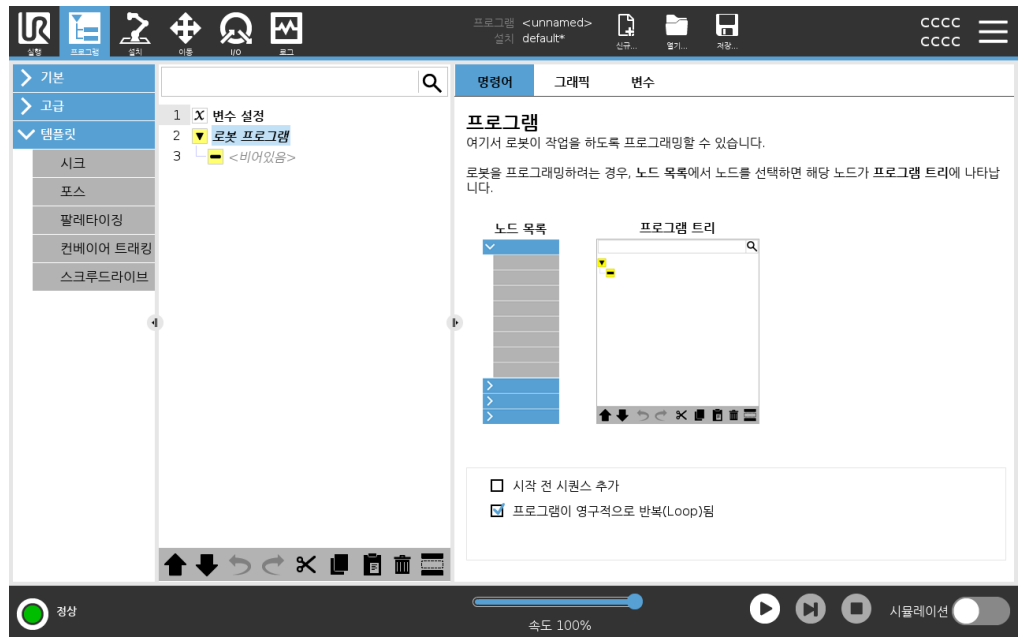 UR
실행
프로그램
설치
이동
I/O
로그
프로그램 <unnamed>
설치 default*
신규...
열기...
저장...
cccc
cccc
기본
고급
템플릿
시크
포스
팔레타이징
컨베이어 트래킹
스크루드라이브
1 X 변수 설정
2 로봇 프로그램
3 <비어있음>
명령어 그래픽 변수
프로그램
여기서 로봇이 작업을 하도록 프로그래밍할 수 있습니다.
로봇을 프로그래밍하려는 경우, 노드 목록에서 노드를 선택하면 해당 노드가 프로그램 트리에 나타납
니다.
노드 목록
프로그램 트리
시작 전 시퀀스 추가
프로그램이 영구적으로 반복(Loop)됨
정상
속도 100%
시뮬레이션